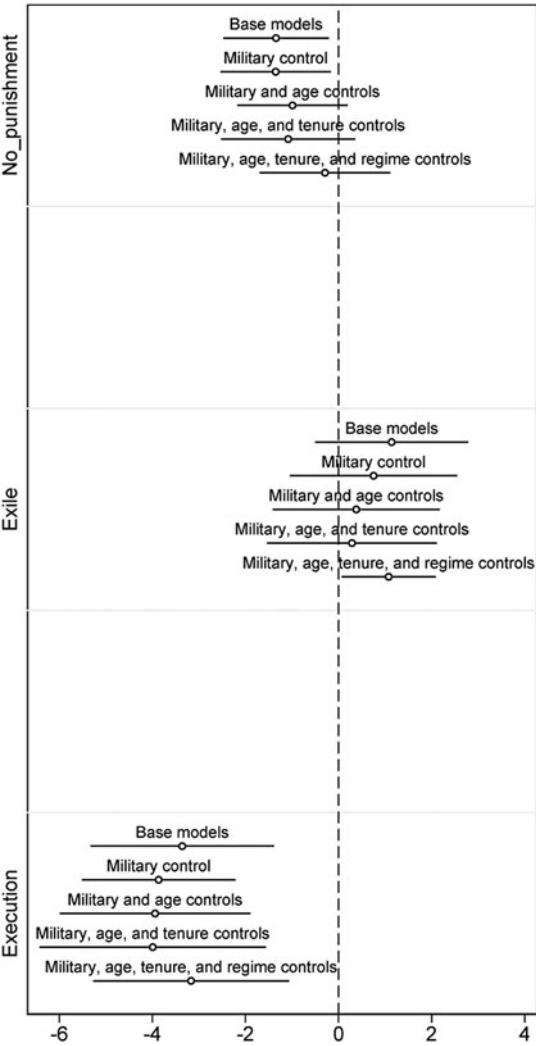 No_punishment
Base models
Military control
Military and age controls
Military, age, and tenure controls
Military, age, tenure, and regime controls
Exile
Base models
Military control
Military and age controls
Military, age, and tenure controls
Military, age, tenure, and regime controls
Execution
Base models
Military control
Military and age controls
Military, age, and tenure controls
Military, age, tenure, and regime controls
-6 -4 -2 0 2 4